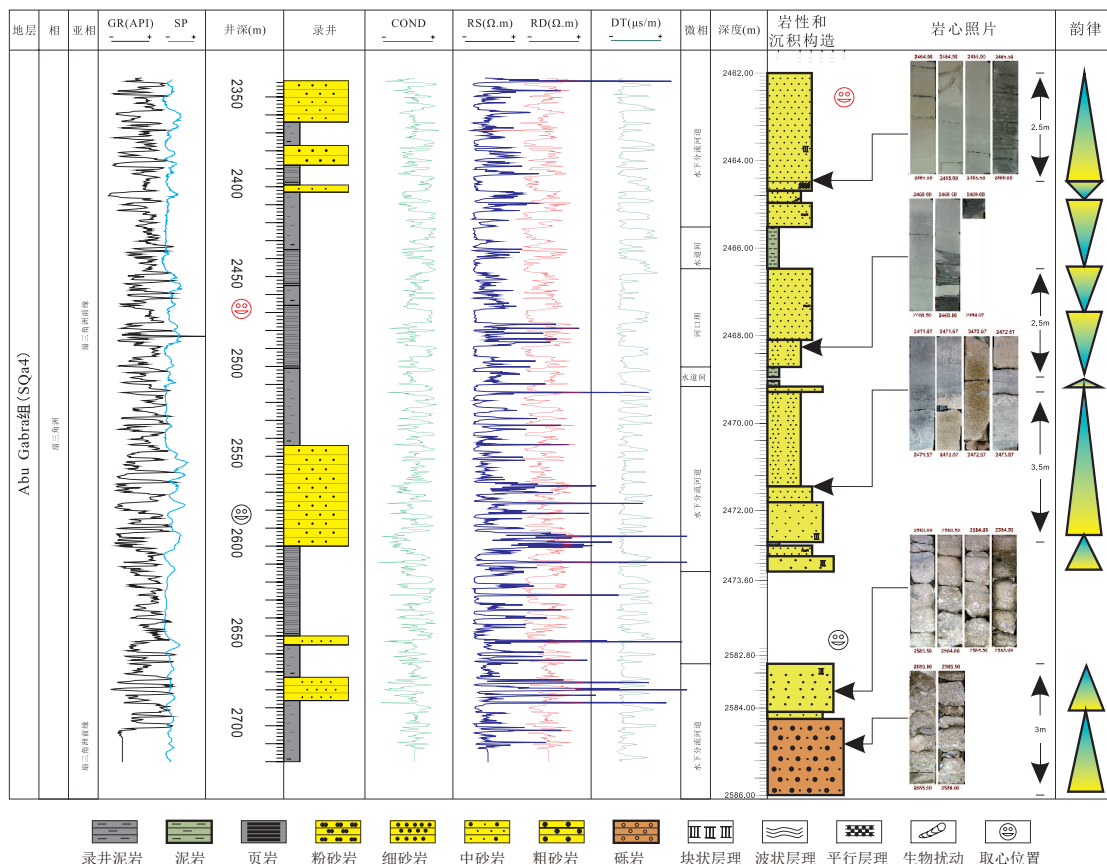 地层 相 亚相 GR(API) SP 井深(m) 录井 COND RS(Ω.m) RD(Ω.m) DT(μs/m) 微相 深度(m) 岩性和沉积构造 岩心照片 韵律
− + − + − + − + − + − +
Abu Gabra组(SQa4)
扇三角洲
扇三角洲前缘
扇三角洲前缘
2350
2400
2450
2500
2550
2600
2650
2700
水下分流河道
水道间
河口坝
水道间
水下分流河道
水下分流河道
2462.00
2464.00
2466.00
2468.00
2470.00
2472.00
2473.60
2582.80
2584.00
2586.00
2.5m
2.5m
3.5m
3m
录井泥岩 泥岩 页岩 粉砂岩 细砂岩 中砂岩 粗砂岩 砾岩 块状层理 波状层理 平行层理 生物扰动 取心位置